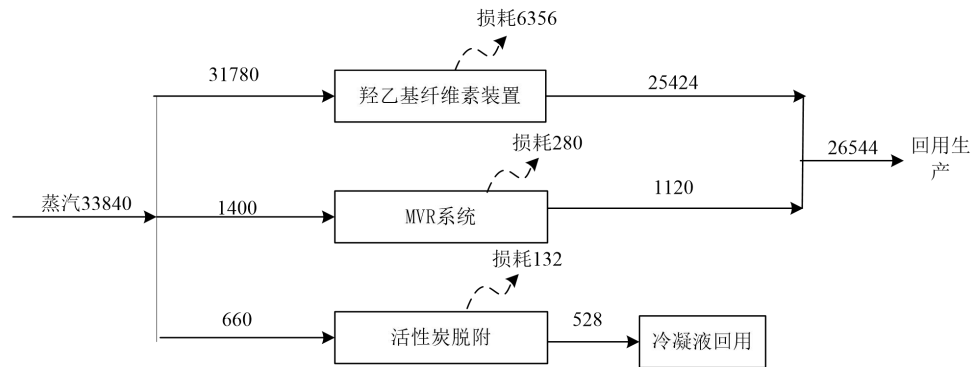 损耗6356
31780
羟乙基纤维素装置
25424
损耗280
26544
回用生
产
蒸汽33840
1400
MVR系统
1120
损耗132
660
活性炭脱附
528
冷凝液回用